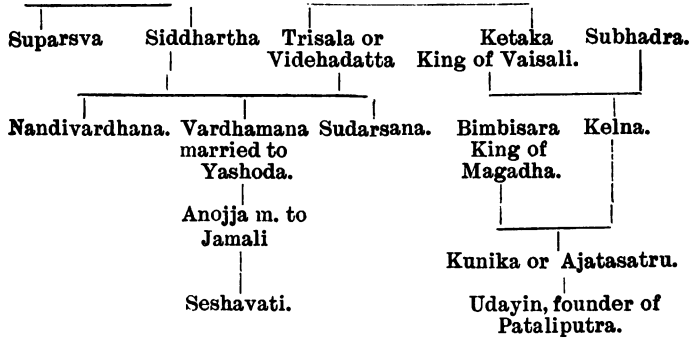 Suparsva Siddhartha Trisala or Ketaka Subhadra.
Videhadatta King of Vaisali.
Nandivardhana. Vardhamana Sudarsana. Bimbisara Kelna.
married to King of
Yashoda. Magadha.
Anojja m. to
Jamali
Kunika or Ajatasatru.
Seshavati. Udayin, founder of
Pataliputra.